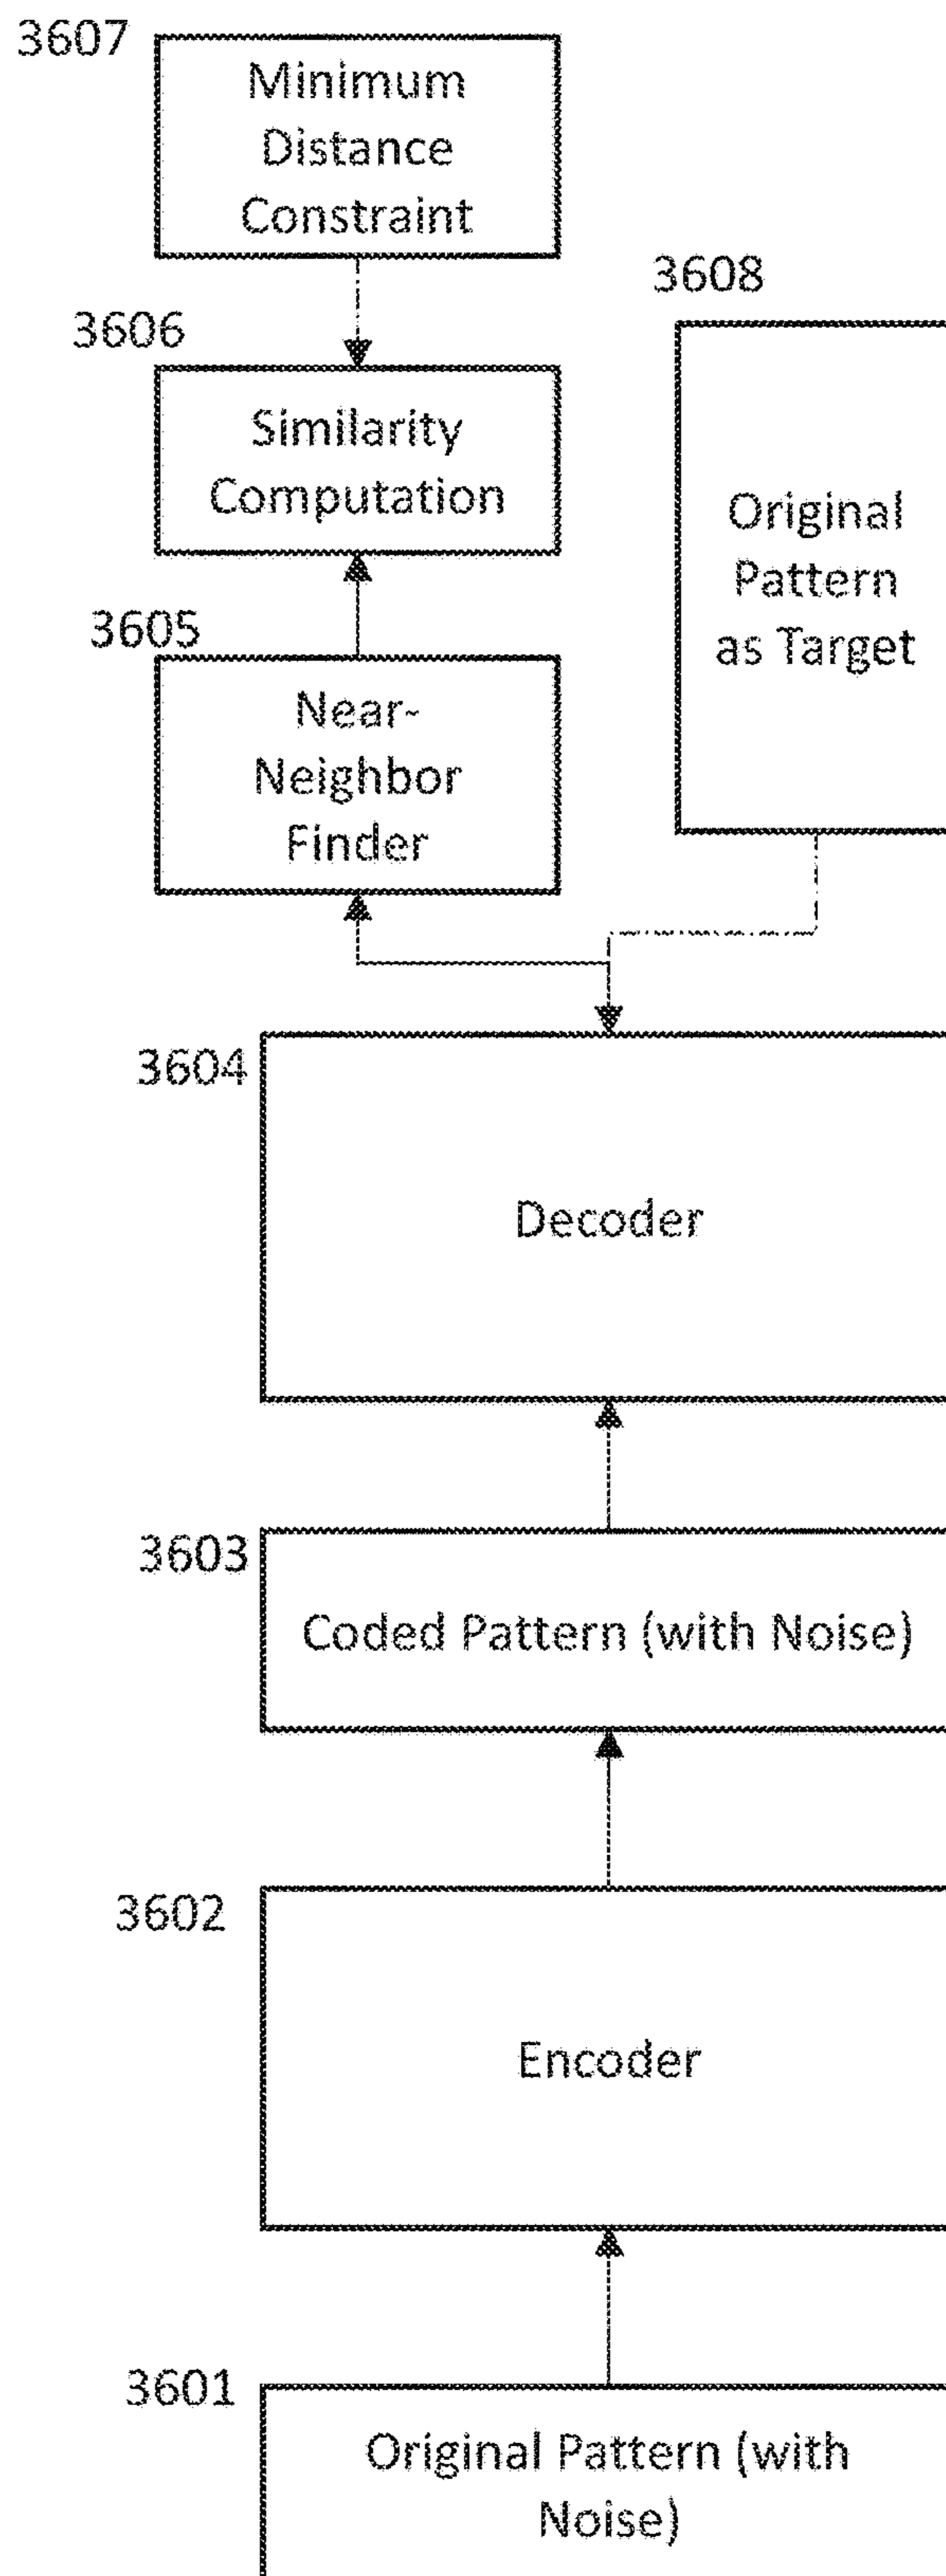 3607
Minimum
Distance
Constraint
3608
3606
Similarity
Computation
Original
Pattern
as Target
3605
Near-
Neighbor
Finder
3604
Decoder
3603
Coded Pattern (with Noise)
3602
Encoder
3601
Original Pattern (with
Noise)